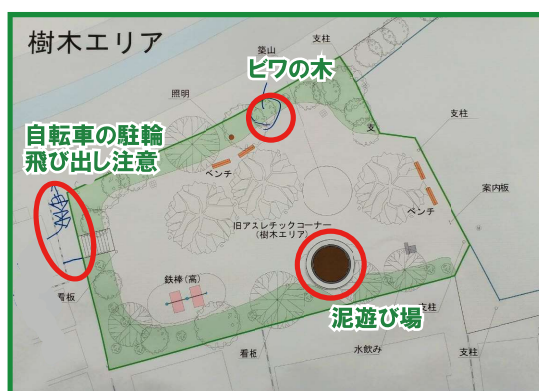 樹木エリア
支柱
築山
ビワの木
照明
自転車の駐輪
飛び出し注意
支
支柱
ベンチ
案内板
ベンチ
旧アスレチックコーナー
(樹木エリア)
鉄棒(高)
看板
泥遊び場
支柱
看板
水飲み
支柱